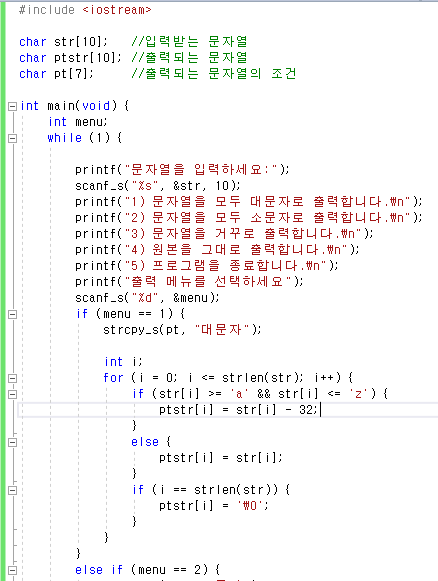 #include <iostream>
char str[10]; //입력받는 문자열
char ptstr[10]; //출력되는 문자열
char pt[7]; //출력되는 문자열의 조건
int main(void) {
int menu;
while (1) {
printf("문자열을 입력하세요:");
scanf_s("%s", &str, 10);
printf("1) 문자열을 모두 대문자로 출력합니다.₩n");
printf("2) 문자열을 모두 소문자로 출력합니다.₩n");
printf("3) 문자열을 거꾸로 출력합니다.₩n");
printf("4) 원본을 그대로 출력합니다.₩n");
printf("5) 프로그램을 종료합니다.₩n");
printf("출력 메뉴를 선택하세요");
scanf_s("%d", &menu);
if (menu == 1) {
strcpy_s(pt, "대문자");
int i;
for (i = 0; i <= strlen(str); i++) {
if (str[i] >= 'a' && str[i] <= 'z') {
ptstr[i] = str[i] - 32;
}
else {
ptstr[i] = str[i];
}
if (i == strlen(str)) {
ptstr[i] = '₩0';
}
}
}
else if (menu == 2) {